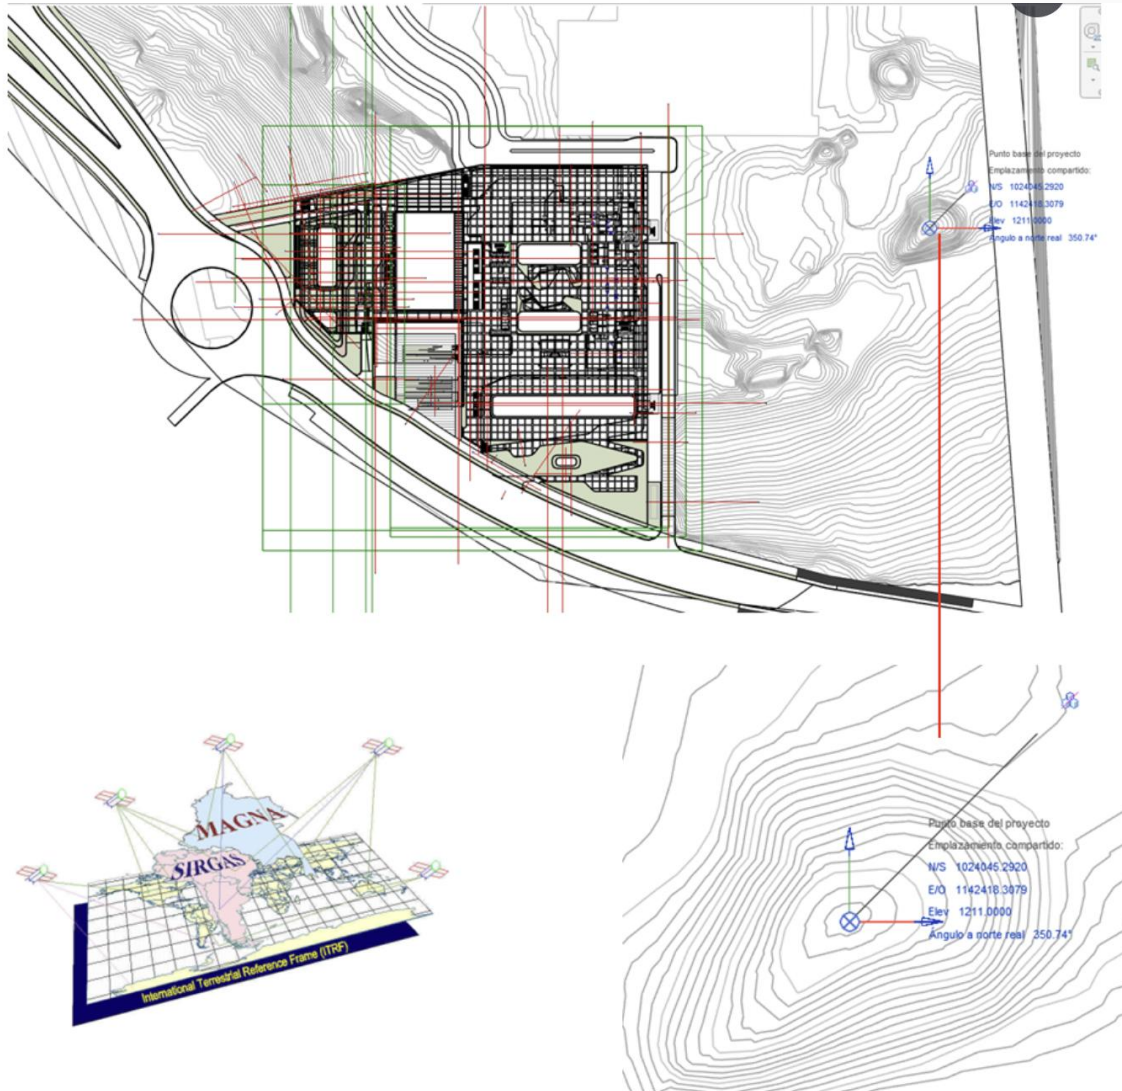 Punto base del proyecto
Emplazamiento compartido:
N/S 1024045.2920
E/O 1142418.3079
Elev 1211.0000
Ángulo a norte real 350.74°
MAGNA
SIRGAS
International Terrestrial Reference Frame (ITRF)
Punto base del proyecto
Emplazamiento compartido:
N/S 1024045.2920
E/O 1142418.3079
Elev 1211.0000
Ángulo a norte real 350.74°